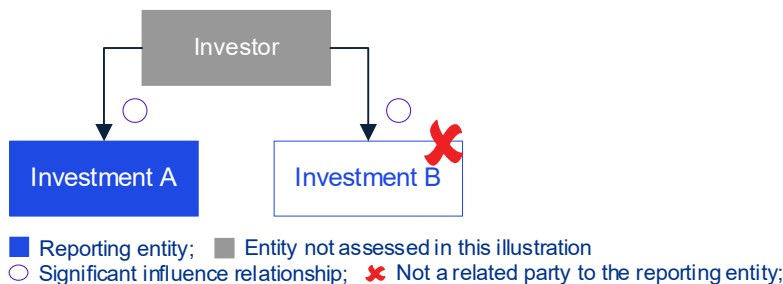 Investor
Investment A
Investment B
Reporting entity; Entity not assessed in this illustration
Significant influence relationship; Not a related party to the reporting entity;